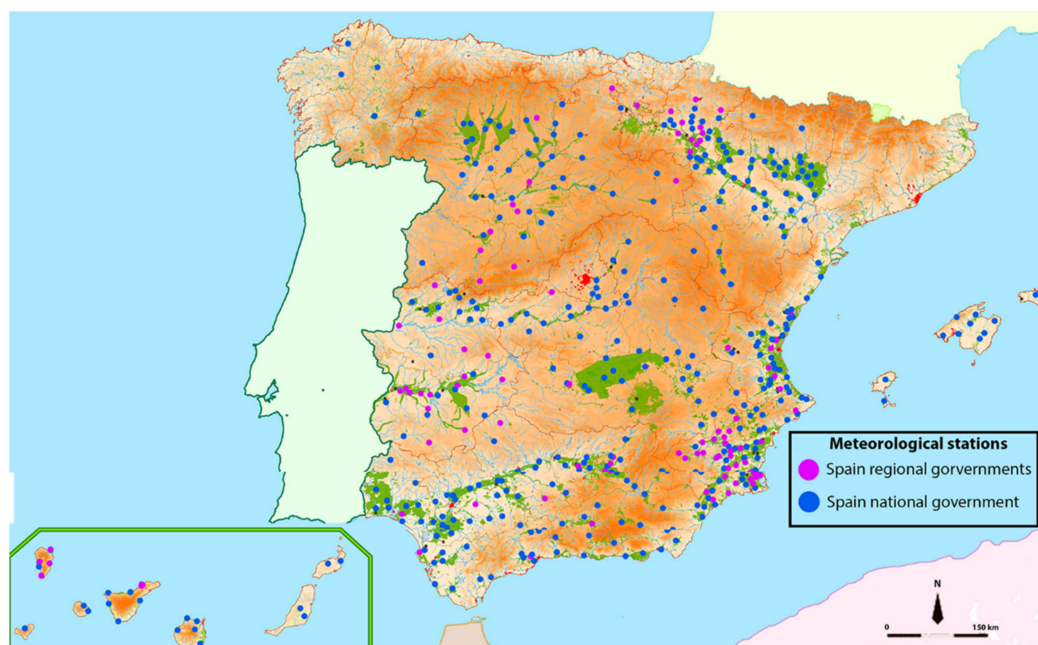 Meteorological stations
Spain regional gorvernments
Spain national government
N
0 150 km